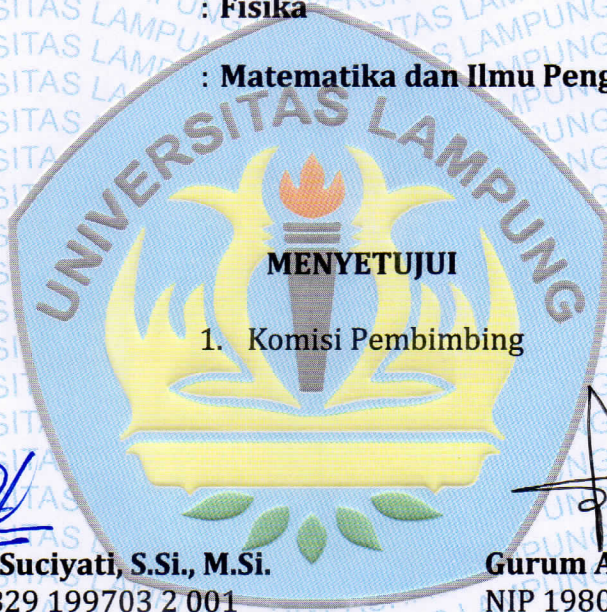 : Fisika
: Matematika dan Ilmu Peng
UNIVERSITAS LAMPUNG
MENYETUJUI
1. Komisi Pembimbing
Suciyati, S.Si., M.Si.
Gurum A
329 199703 2 001
NIP 1980